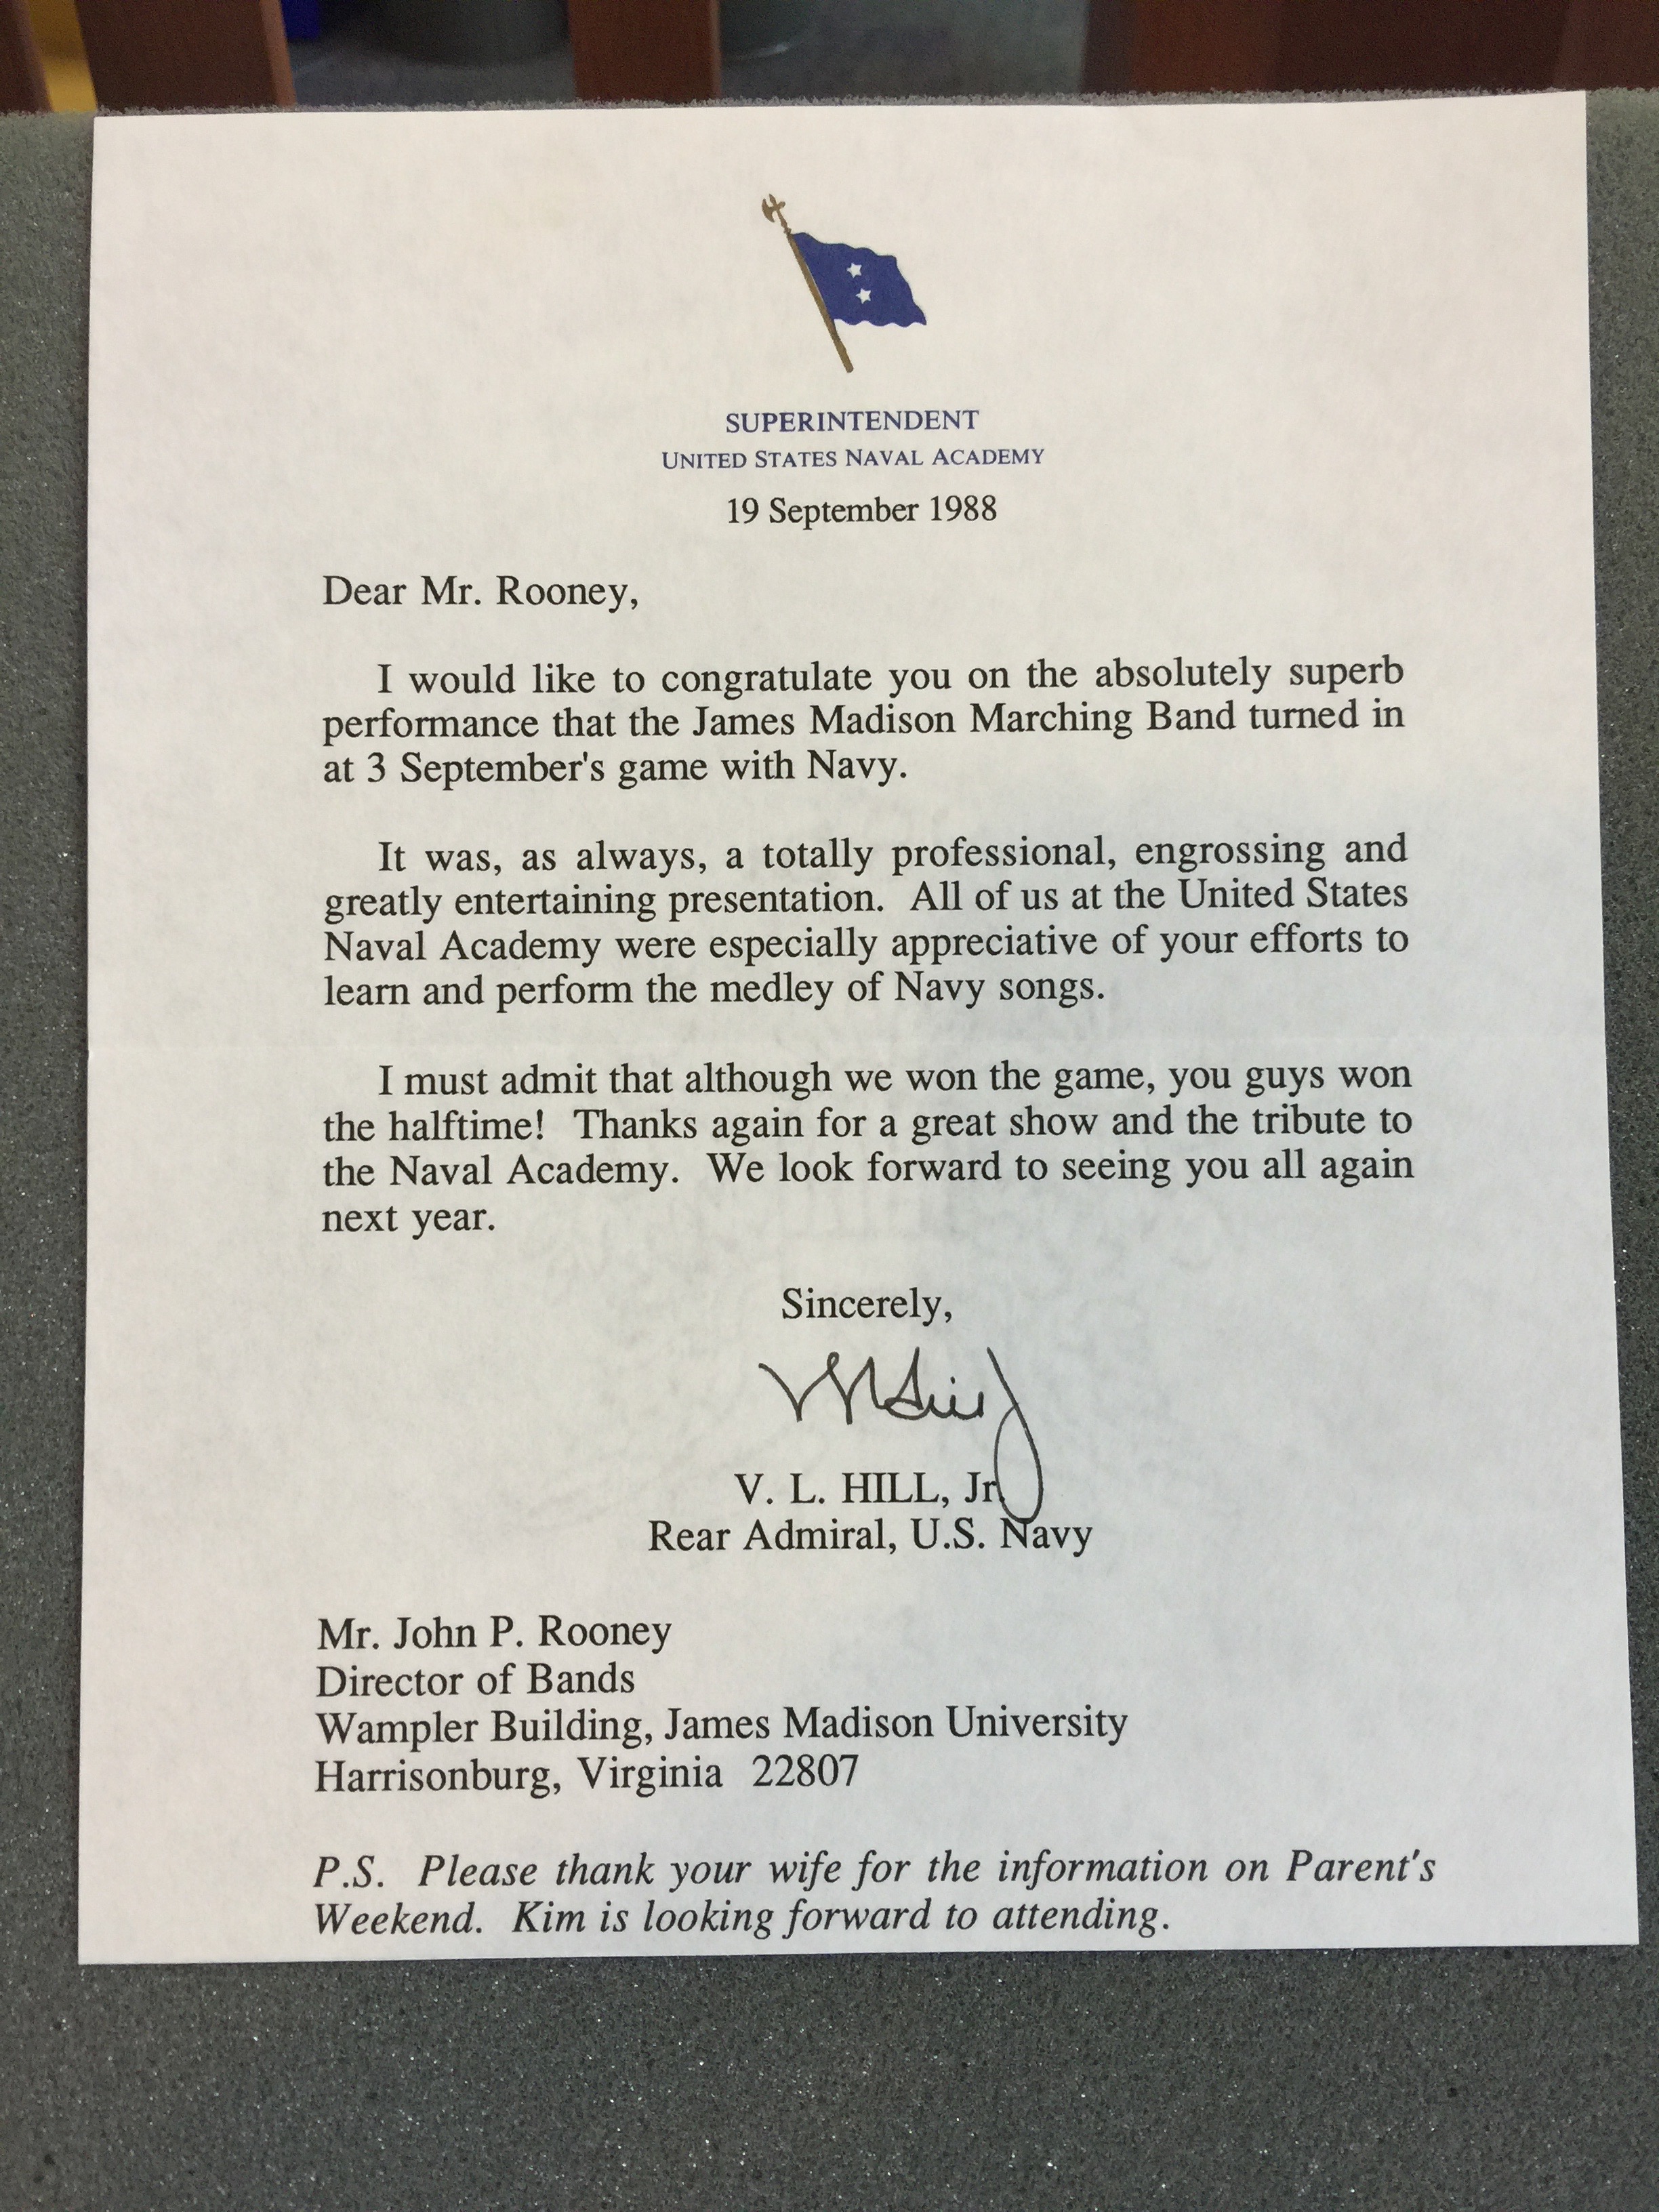 SUPERINTENDENT
UNITED STATES NAVAL ACADEMY
19 September 1988
Dear Mr. Rooney,
I would like to congratulate you on the absolutely superb
performance that the James Madison Marching Band turned in
at 3 September's game with Navy.
It was, as always, a totally professional, engrossing and
greatly entertaining presentation. All of us at the United States
Naval Academy were especially appreciative of your efforts to
learn and perform the medley of Navy songs.
I must admit that although we won the game, you guys won
the halftime! Thanks again for a great show and the tribute to
the Naval Academy. We look forward to seeing you all again
next year.
Sincerely,
V. L. HILL, Jr.
Rear Admiral, U.S. Navy
Mr. John P. Rooney
Director of Bands
Wampler Building, James Madison University
Harrisonburg, Virginia 22807
P.S. Please thank your wife for the information on Parent's
Weekend. Kim is looking forward to attending.